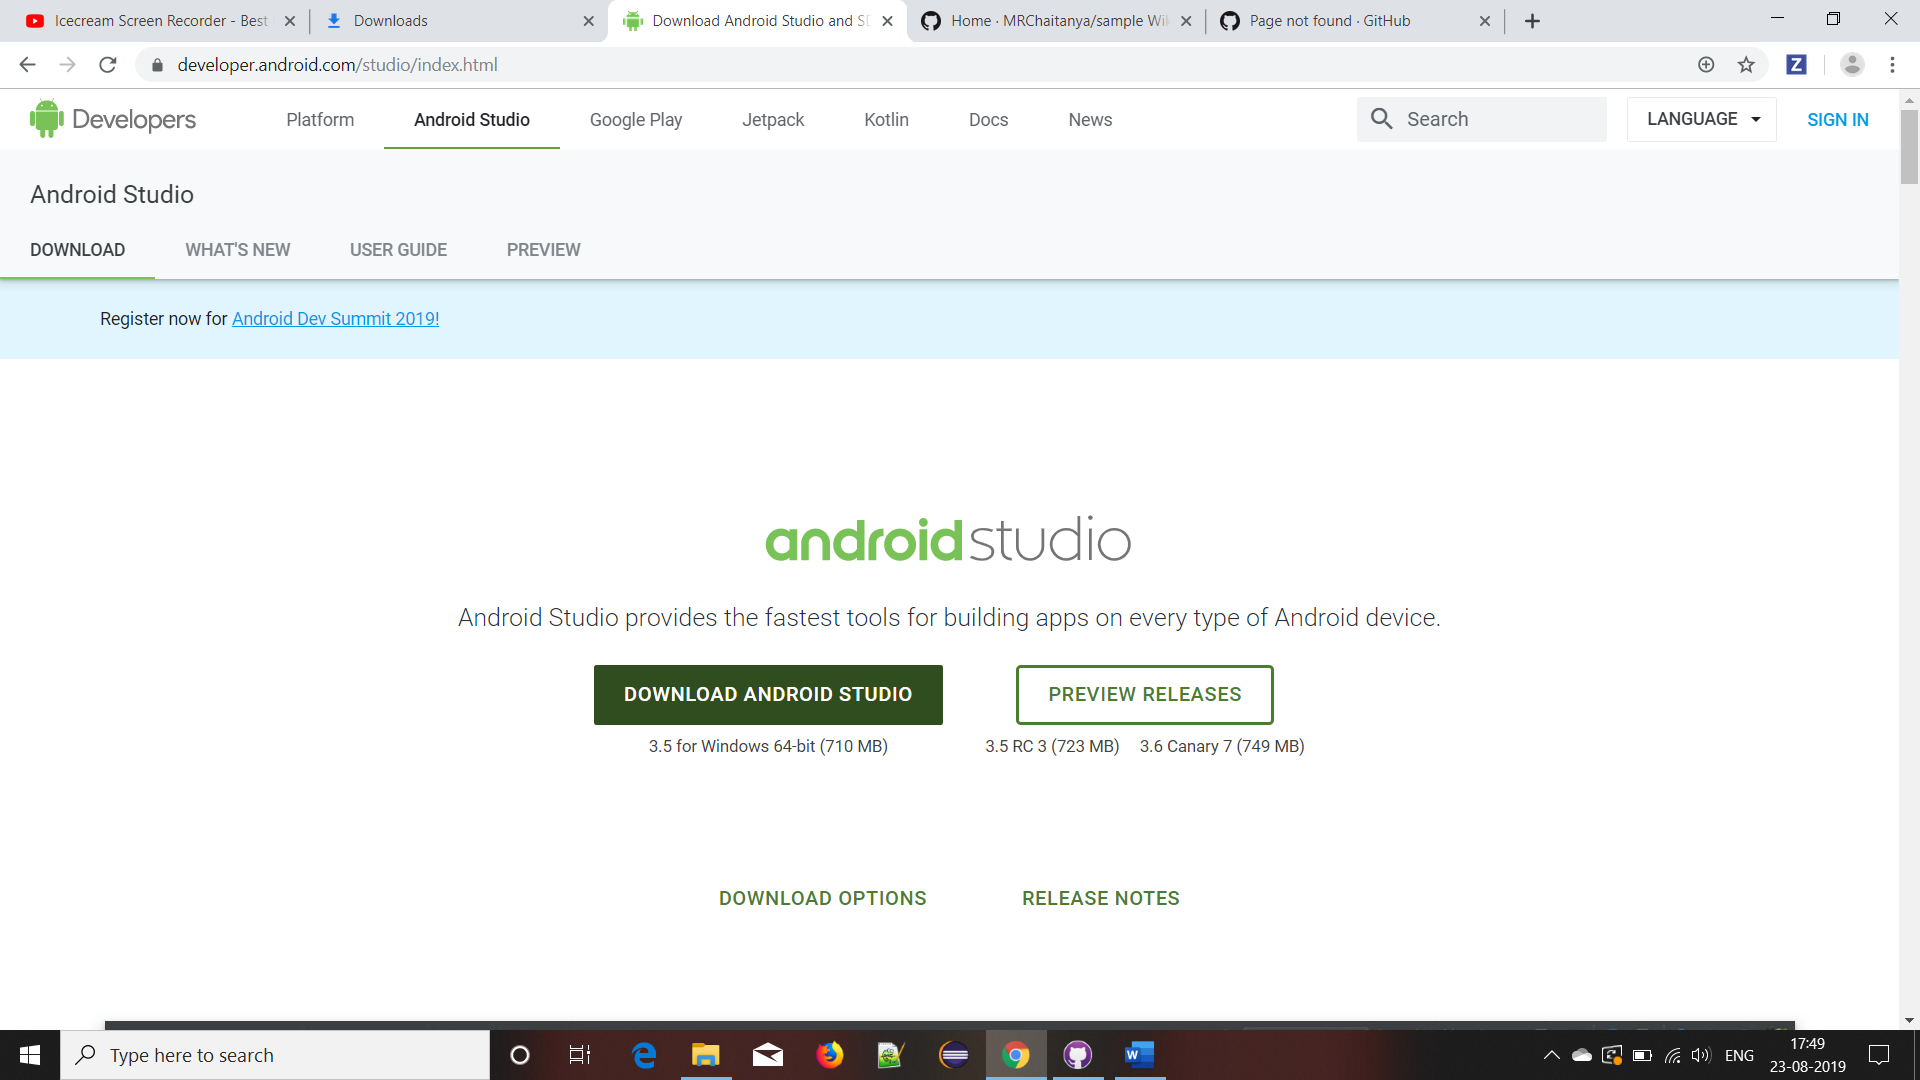 Icecream Screen Recorder - Best
Downloads
Download Android Studio and SD
Home · MRChaitanya/sample Wik
Page not found · GitHub
developer.android.com/studio/index.html
Z
Developers
Platform
Android Studio
Google Play
Jetpack
Kotlin
Docs
News
Search
LANGUAGE
SIGN IN
Android Studio
DOWNLOAD
WHAT'S NEW
USER GUIDE
PREVIEW
Register now for Android Dev Summit 2019!
androidstudio
Android Studio provides the fastest tools for building apps on every type of Android device.
DOWNLOAD ANDROID STUDIO
PREVIEW RELEASES
3.5 for Windows 64-bit (710 MB)
3.5 RC 3 (723 MB)
3.6 Canary 7 (749 MB)
DOWNLOAD OPTIONS
RELEASE NOTES
Type here to search
ENG
17:49
23-08-2019